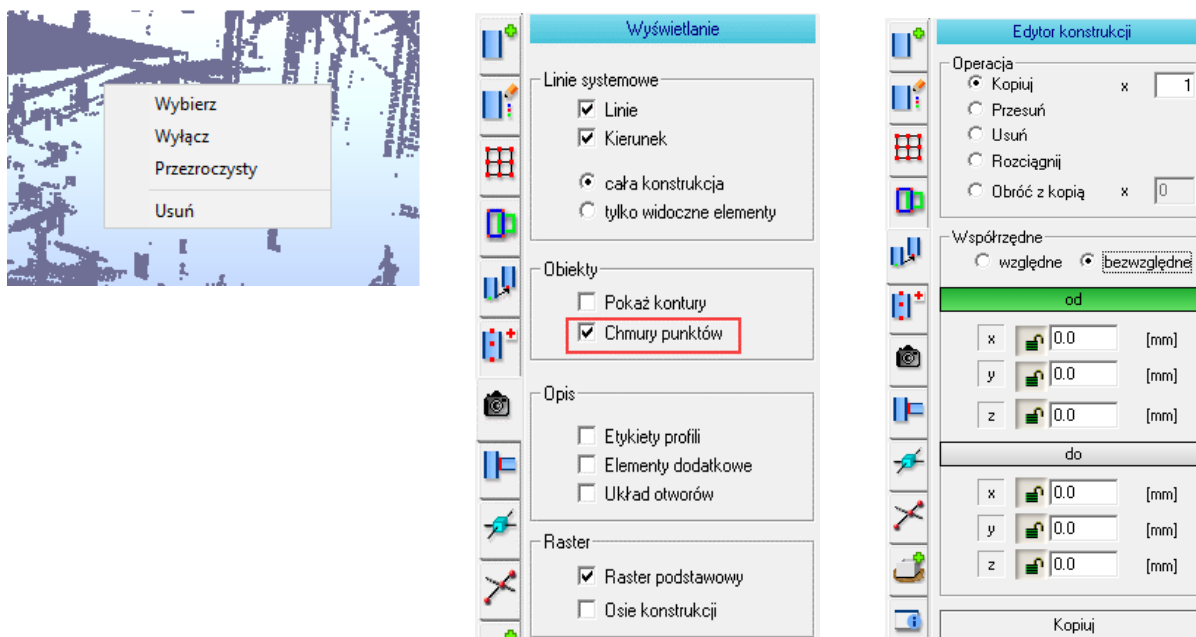 Wybierz
Wyłącz
Przezroczysty
Usuń
Wyświetlanie
Linie systemowe
Linie
Kierunek
cała konstrukcja
tylko widoczne elementy
Obiekty
Pokaż kontury
Chmury punktów
Opis
Etykiety profili
Elementy dodatkowe
Układ otworów
Raster
Raster podstawowy
Osie konstrukcji
Edytor konstrukcji
Operacja
Kopiuj x 1
Przesuń
Usuń
Rozciągnij
Obróć z kopią x 0
Współrzędne
względne bezwzględne
od
x 0.0 [mm]
y 0.0 [mm]
z 0.0 [mm]
do
x 0.0 [mm]
y 0.0 [mm]
z 0.0 [mm]
Kopiuj